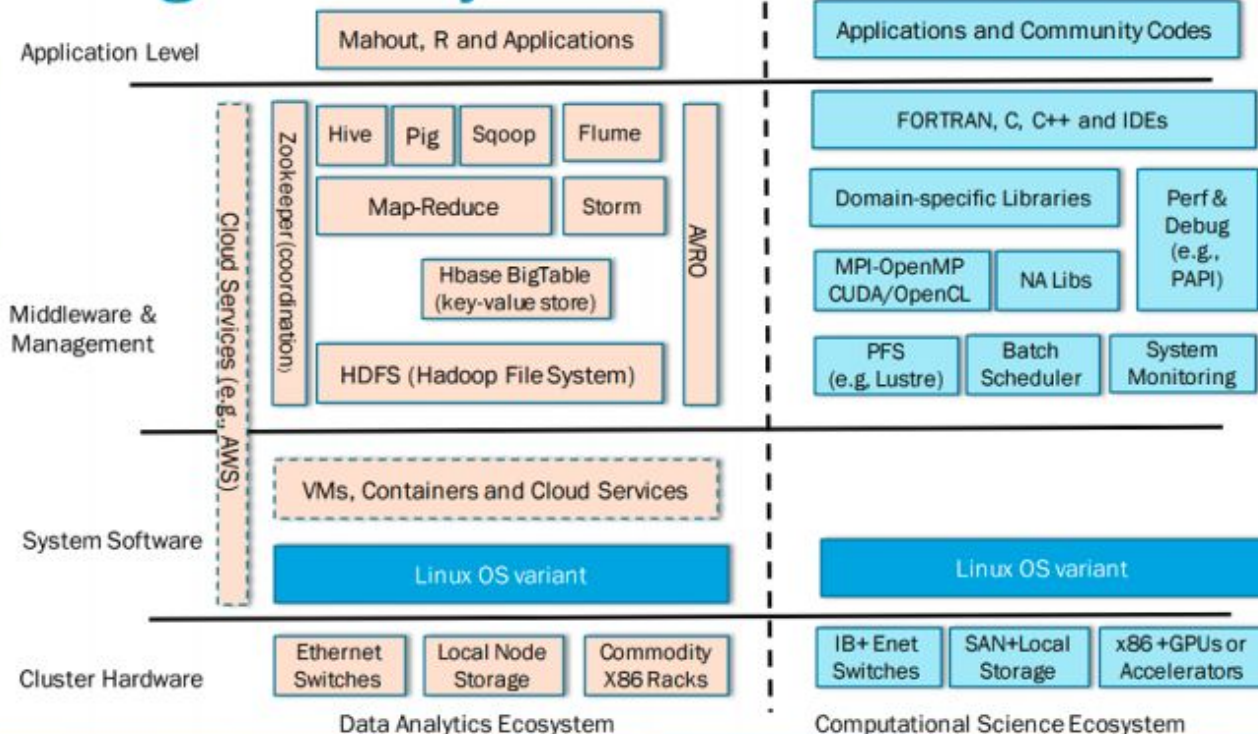 Application Level
Mahout, R and Applications
Applications and Community Codes
Cloud Services (e.g., AWS)
Zookeeper (coordination)
Hive
Pig
Sqoop
Flume
Map-Reduce
Storm
AVRO
Hbase BigTable
(key-value store)
HDFS (Hadoop File System)
Middleware &
Management
FORTRAN, C, C++ and IDEs
Domain-specific Libraries
Perf &
Debug
(e.g.,
PAPI)
MPI-OpenMP
CUDA/OpenCL
NA Libs
PFS
(e.g, Lustre)
Batch
Scheduler
System
Monitoring
System Software
VMs, Containers and Cloud Services
Linux OS variant
Linux OS variant
Cluster Hardware
Ethernet
Switches
Local Node
Storage
Commodity
X86 Racks
IB+ Enet
Switches
SAN+Local
Storage
x86 +GPUs or
Accelerators
Data Analytics Ecosystem
Computational Science Ecosystem